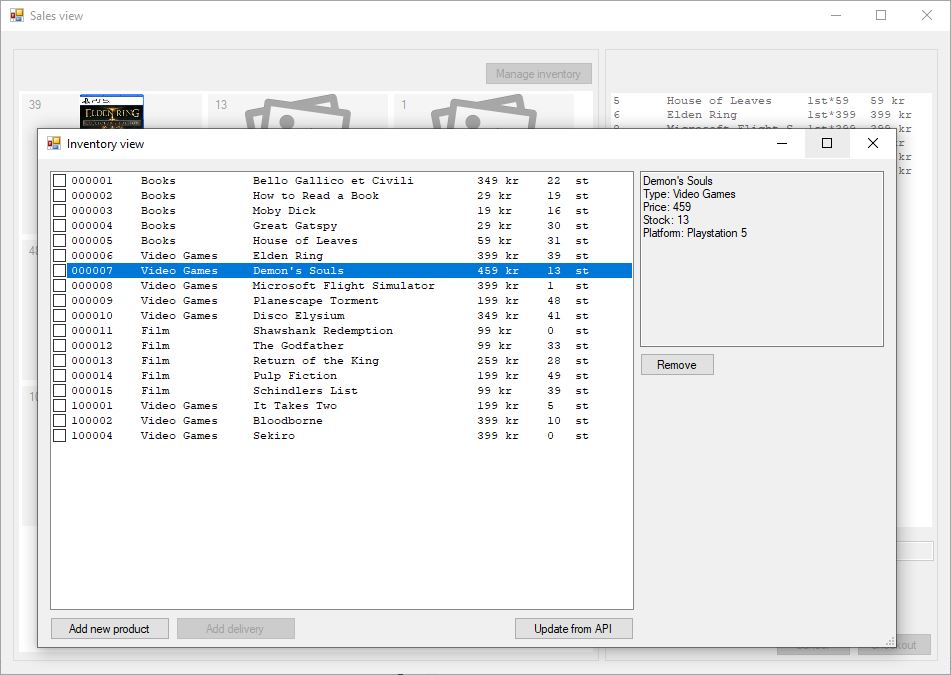 Sales view
Manage inventory
39
PS5
ELDEN RING
13
1
5 House of Leaves 1st*59 59 kr
6 Elden Ring 1st*399 399 kr
Microsoft Flight S 1st*399 399 kr
kr
kr
Inventory view
000001 Books Bello Gallico et Civili 349 kr 22 st
000002 Books How to Read a Book 29 kr 19 st
000003 Books Moby Dick 19 kr 16 st
000004 Books Great Gatspy 29 kr 30 st
000005 Books House of Leaves 59 kr 31 st
000006 Video Games Elden Ring 399 kr 39 st
000007 Video Games Demon's Souls 459 kr 13 st
000008 Video Games Microsoft Flight Simulator 399 kr 1 st
000009 Video Games Planescape Torment 199 kr 48 st
000010 Video Games Disco Elysium 349 kr 41 st
000011 Film Shawshank Redemption 99 kr 0 st
000012 Film The Godfather 99 kr 33 st
000013 Film Return of the King 259 kr 28 st
000014 Film Pulp Fiction 199 kr 49 st
000015 Film Schindlers List 99 kr 39 st
100001 Video Games It Takes Two 199 kr 5 st
100002 Video Games Bloodborne 399 kr 10 st
100004 Video Games Sekiro 399 kr 0 st
Demon's Souls
Type: Video Games
Price: 459
Stock: 13
Platform: Playstation 5
Remove
Add new product
Add delivery
Update from API